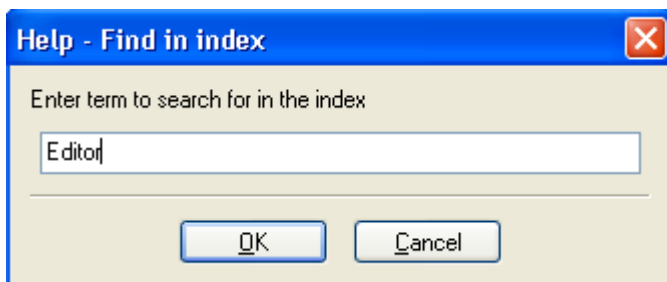 Help - Find in index
Enter term to search for in the index
Editor
OK
Cancel